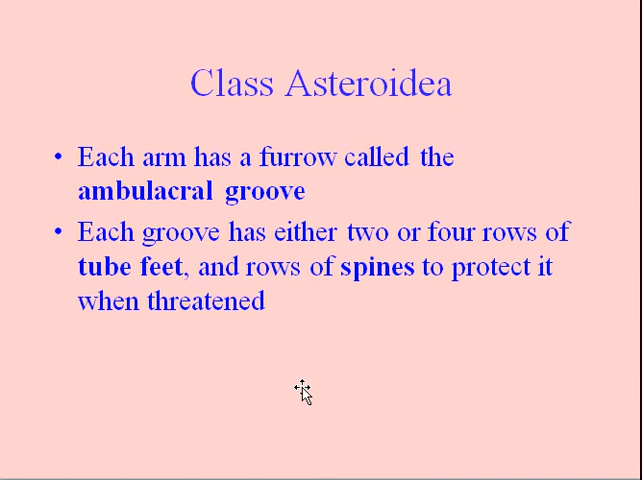 Class Asteroidea
• Each arm has a furrow called the
ambulacral groove
• Each groove has either two or four rows of
tube feet, and rows of spines to protect it
when threatened